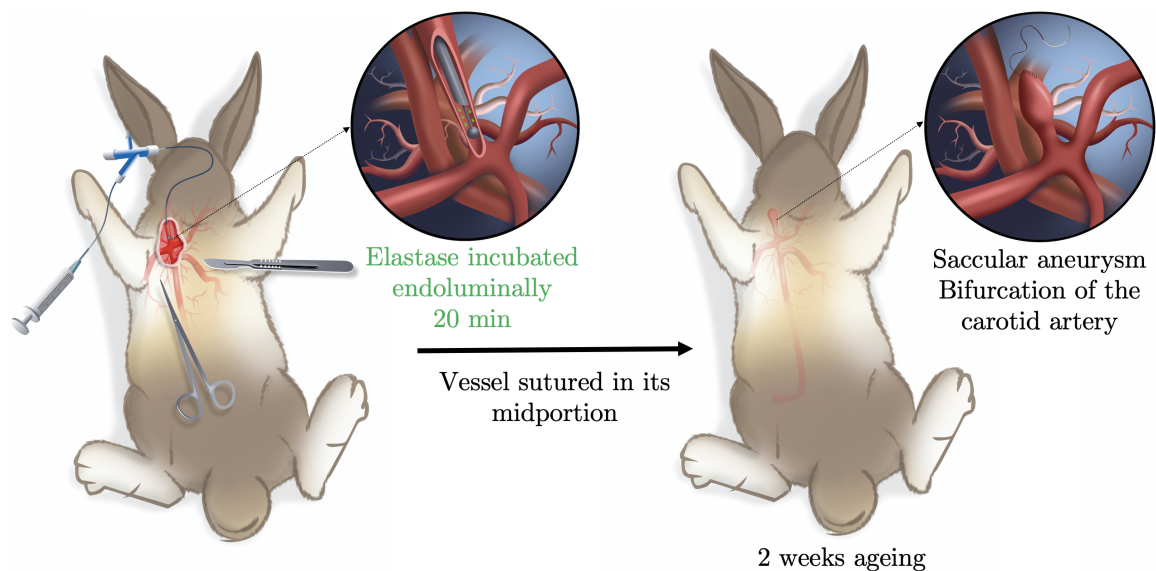 Elastase incubated
endoluminally
20 min
Vessel sutured in its
midportion
Saccular aneurysm
Bifurcation of the
carotid artery
2 weeks ageing